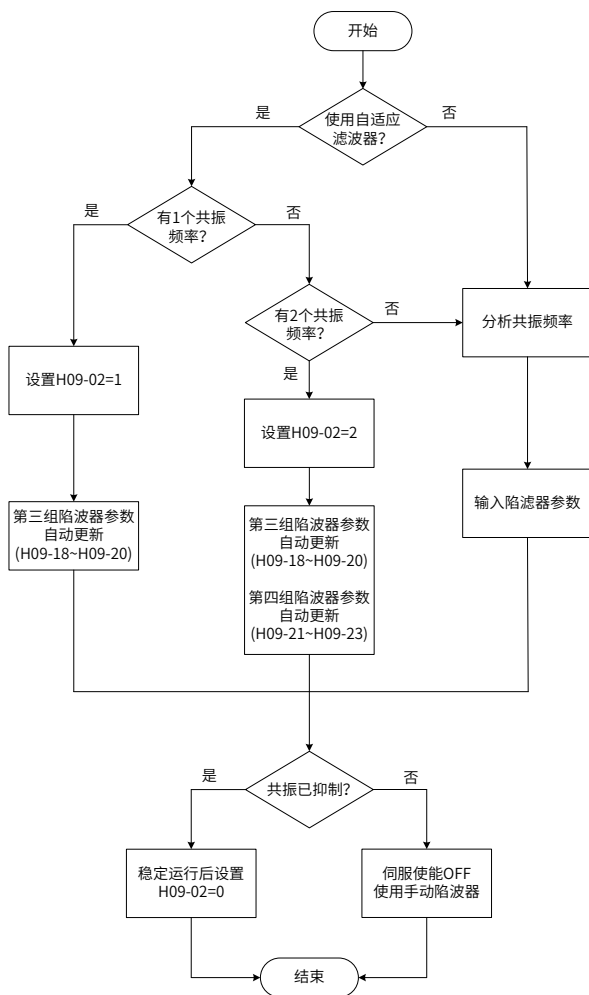 开始
使用自适应
滤波器?
是
否
有1个共振
频率?
是
否
有2个共振
频率?
否
是
分析共振频率
设置H09-02=1
设置H09-02=2
输入陷滤器参数
第三组陷波器参数
自动更新
(H09-18~H09-20)
第三组陷波器参数
自动更新
(H09-18~H09-20)
第四组陷波器参数
自动更新
(H09-21~H09-23)
共振已抑制?
是
否
稳定运行后设置
H09-02=0
伺服使能OFF
使用手动陷波器
结束